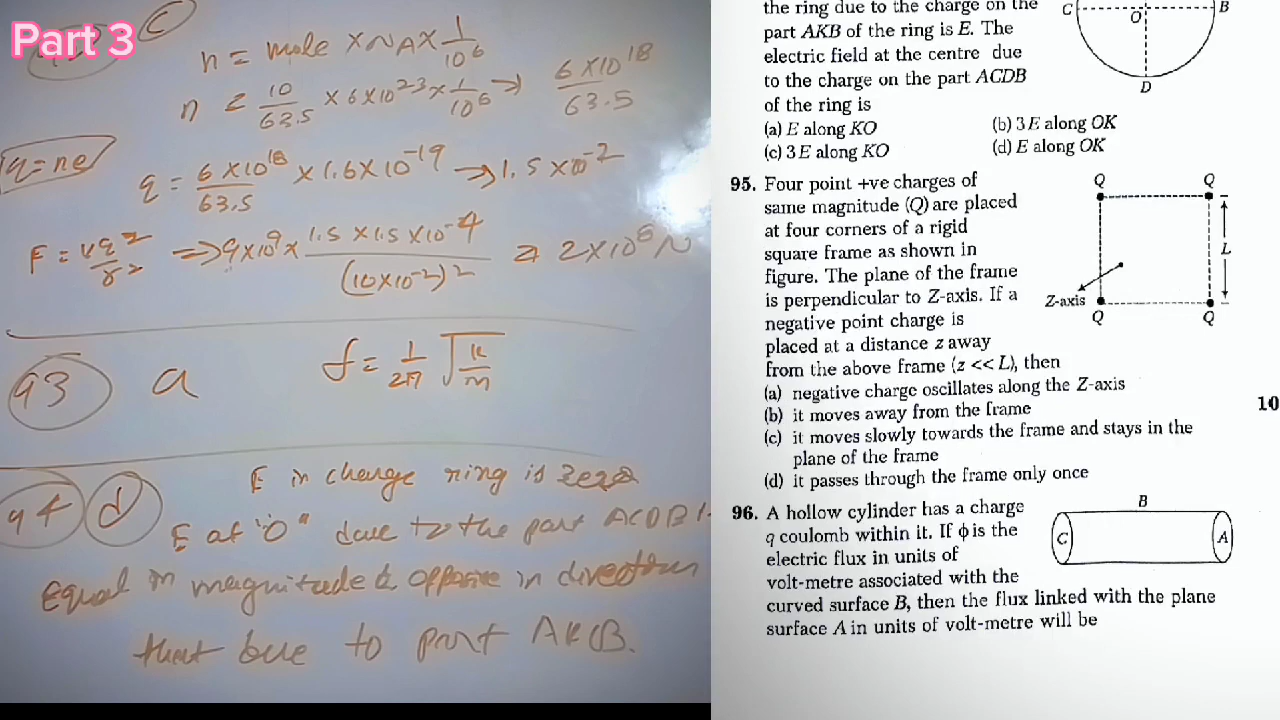 Part 3
C
n = mole × NA × 1/10^6
n = 10/63.5 × 6×10^23 × 1/10^6 → 6×10^18/63.5
q=ne
q = 6×10^18/63.5 × 1.6×10^-19 → 1.5×10^-2
F = kq^2/r^2 ⇒ 9×10^9 × 1.5×1.5×10^-4/(10×10^-2)^2 ⇒ 2×10^8 N
93 a f = 1/2π √k/m
94 d E in charge ring is zero
E at "O" due to the part ACDB
Equal in magnitude & opposite in direction
that due to part AKB.
the ring due to the charge on the
part AKB of the ring is E. The
electric field at the centre due
to the charge on the part ACDB
of the ring is
(a) E along KO (b) 3E along OK
(c) 3E along KO (d) E along OK
C O B
D
95. Four point +ve charges of
same magnitude (Q) are placed
at four corners of a rigid
square frame as shown in
figure. The plane of the frame
is perpendicular to Z-axis. If a
negative point charge is
placed at a distance z away
from the above frame (z << L), then
(a) negative charge oscillates along the Z-axis
(b) it moves away from the frame
(c) it moves slowly towards the frame and stays in the
plane of the frame
(d) it passes through the frame only once
Q Q
L
Z-axis
Q Q
10
96. A hollow cylinder has a charge
q coulomb within it. If ϕ is the
electric flux in units of
volt-metre associated with the
curved surface B, then the flux linked with the plane
surface A in units of volt-metre will be
B
C A